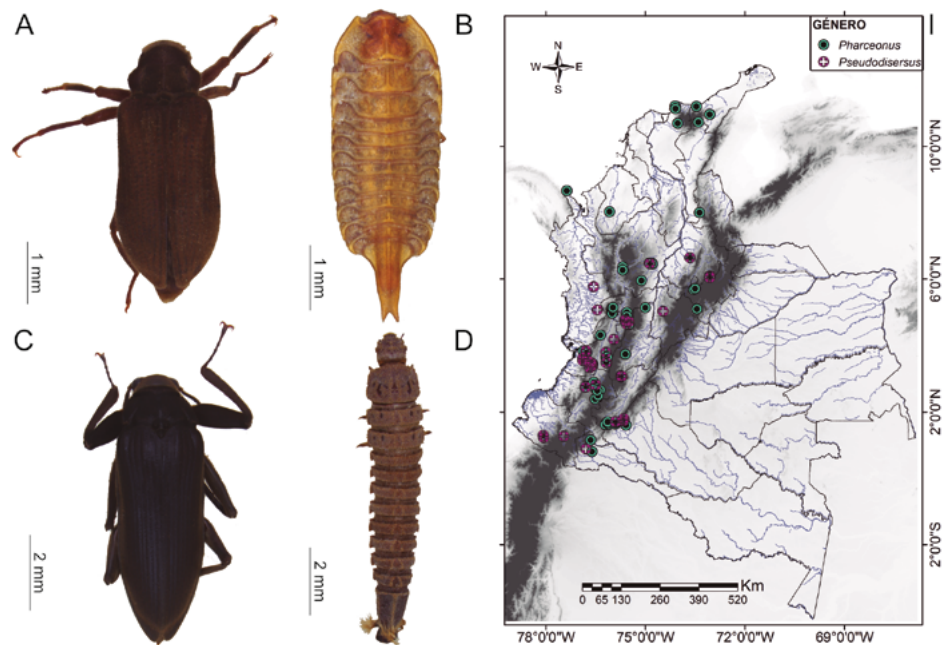 A
B
I
GÉNERO
Pharceonus
Pseudodisersus
N
W E
S
10°0'0"N
6°0'0"N
2°0'0"N
2°0'0"S
1 mm
1 mm
C
D
2 mm
2 mm
Km
0 65 130 260 390 520
78°0'0"W 75°0'0"W 72°0'0"W 69°0'0"W